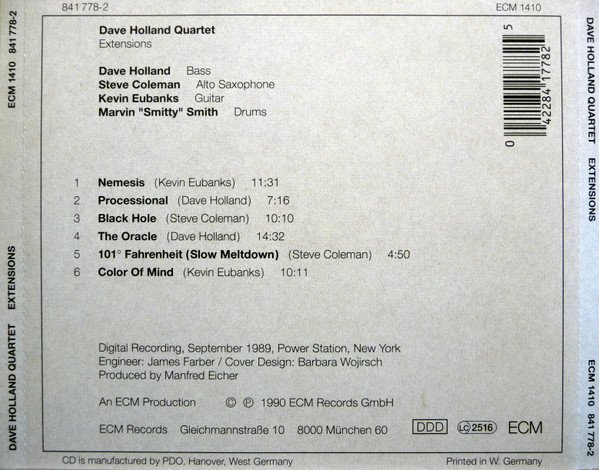 841 778-2
ECM 1410
ECM 1410   841 778-2
DAVE HOLLAND QUARTET   EXTENSIONS
Dave Holland Quartet
Extensions
Dave Holland   Bass
Steve Coleman   Alto Saxophone
Kevin Eubanks   Guitar
Marvin "Smitty" Smith   Drums
5
0   42284 17782
1   Nemesis   (Kevin Eubanks)   11:31
2   Processional   (Dave Holland)   7:16
3   Black Hole   (Steve Coleman)   10:10
4   The Oracle   (Dave Holland)   14:32
5   101° Fahrenheit (Slow Meltdown)   (Steve Coleman)   4:50
6   Color Of Mind   (Kevin Eubanks)   10:11
Digital Recording, September 1989, Power Station, New York
Engineer: James Farber / Cover Design: Barbara Wojirsch
Produced by Manfred Eicher
An ECM Production   © ℗ 1990 ECM Records GmbH
ECM Records   Gleichmannstraße 10   8000 München 60   DDD   LC 2516   ECM
CD is manufactured by PDO, Hanover, West Germany
Printed in W. Germany
DAVE HOLLAND QUARTET   EXTENSIONS
ECM 1410   841 778-2